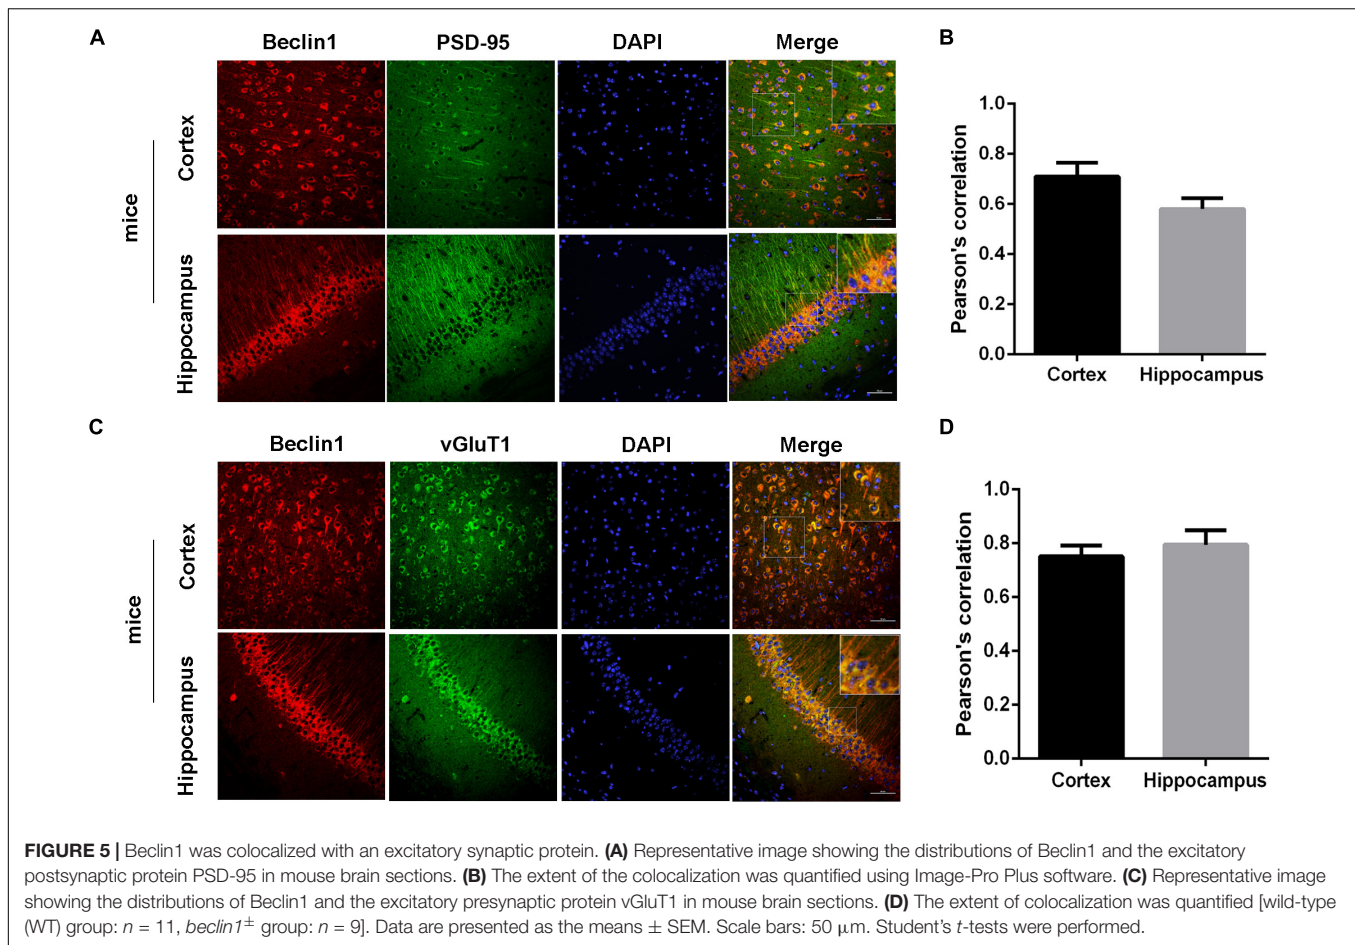 A
Beclin1 PSD-95 DAPI Merge
mice
Cortex
Hippocampus
B
Pearson's correlation
1.0
0.8
0.6
0.4
0.2
0.0
Cortex Hippocampus
C
Beclin1 vGluT1 DAPI Merge
mice
Cortex
Hippocampus
D
Pearson's correlation
1.0
0.8
0.6
0.4
0.2
0.0
Cortex Hippocampus
FIGURE 5 | Beclin1 was colocalized with an excitatory synaptic protein. (A) Representative image showing the distributions of Beclin1 and the excitatory
postsynaptic protein PSD-95 in mouse brain sections. (B) The extent of the colocalization was quantified using Image-Pro Plus software. (C) Representative image
showing the distributions of Beclin1 and the excitatory presynaptic protein vGluT1 in mouse brain sections. (D) The extent of colocalization was quantified [wild-type
(WT) group: n = 11, beclin1± group: n = 9]. Data are presented as the means ± SEM. Scale bars: 50 μm. Student's t-tests were performed.